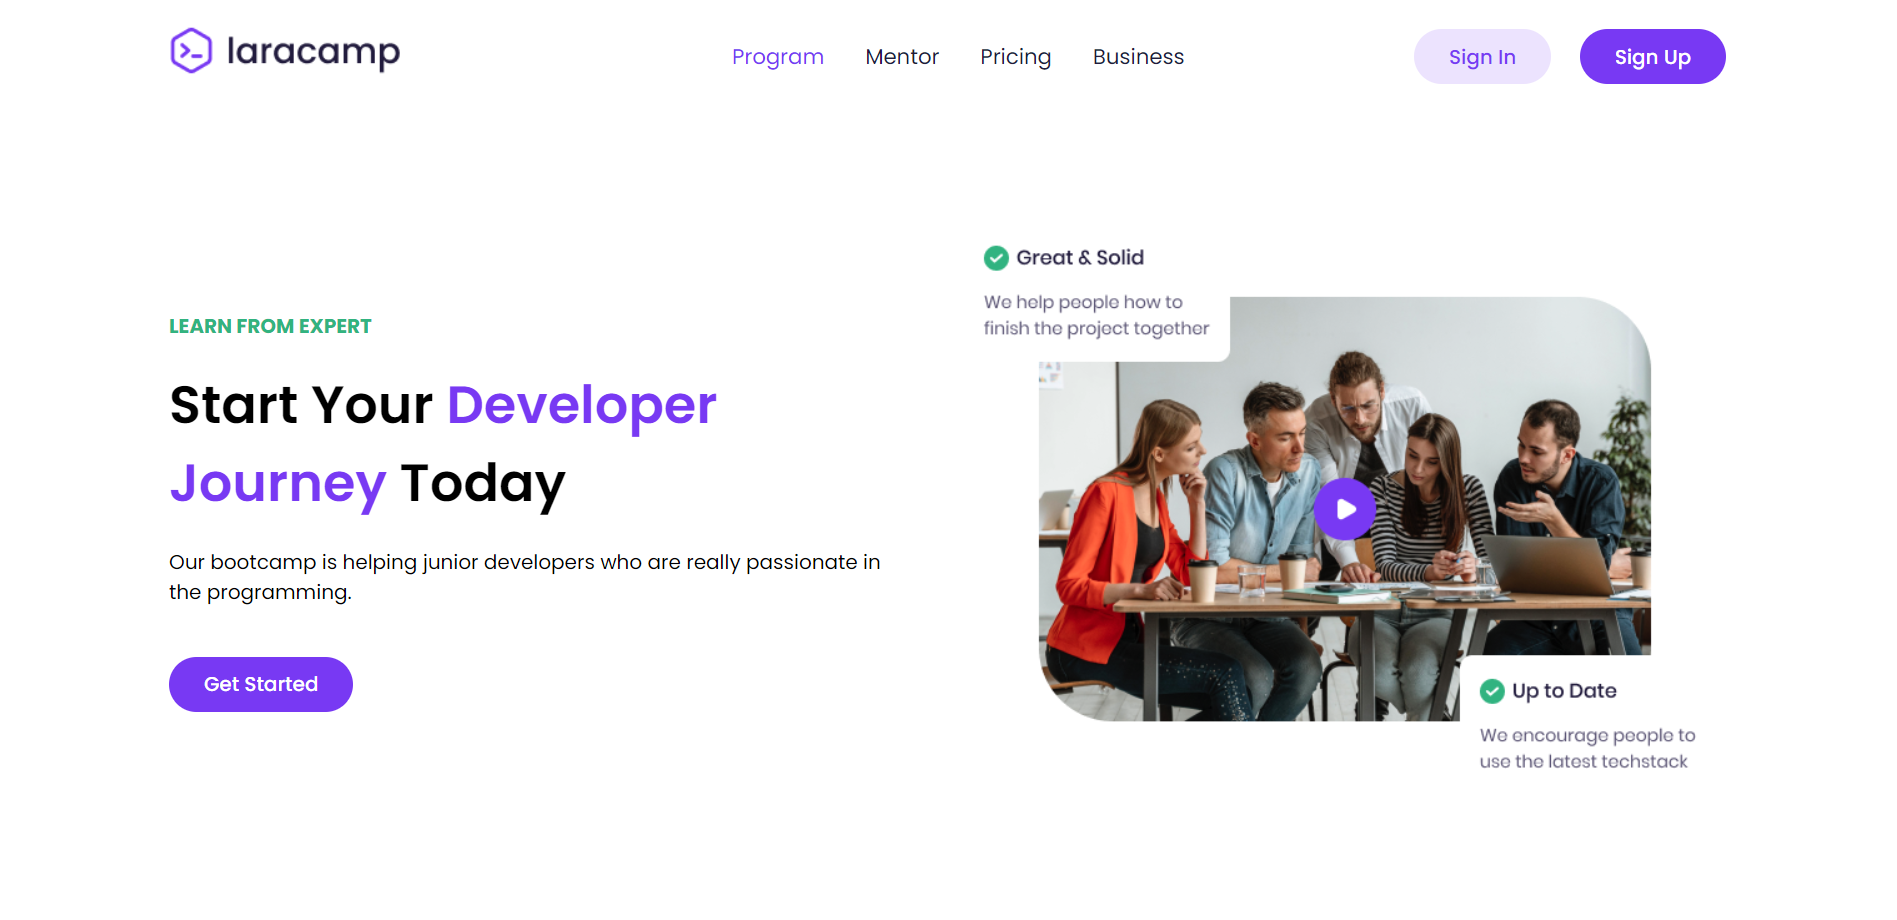 laracamp
Program
Mentor
Pricing
Business
Sign In
Sign Up
LEARN FROM EXPERT
Start Your Developer
Journey Today
Our bootcamp is helping junior developers who are really passionate in
the programming.
Get Started
Great & Solid
We help people how to
finish the project together
Up to Date
We encourage people to
use the latest techstack